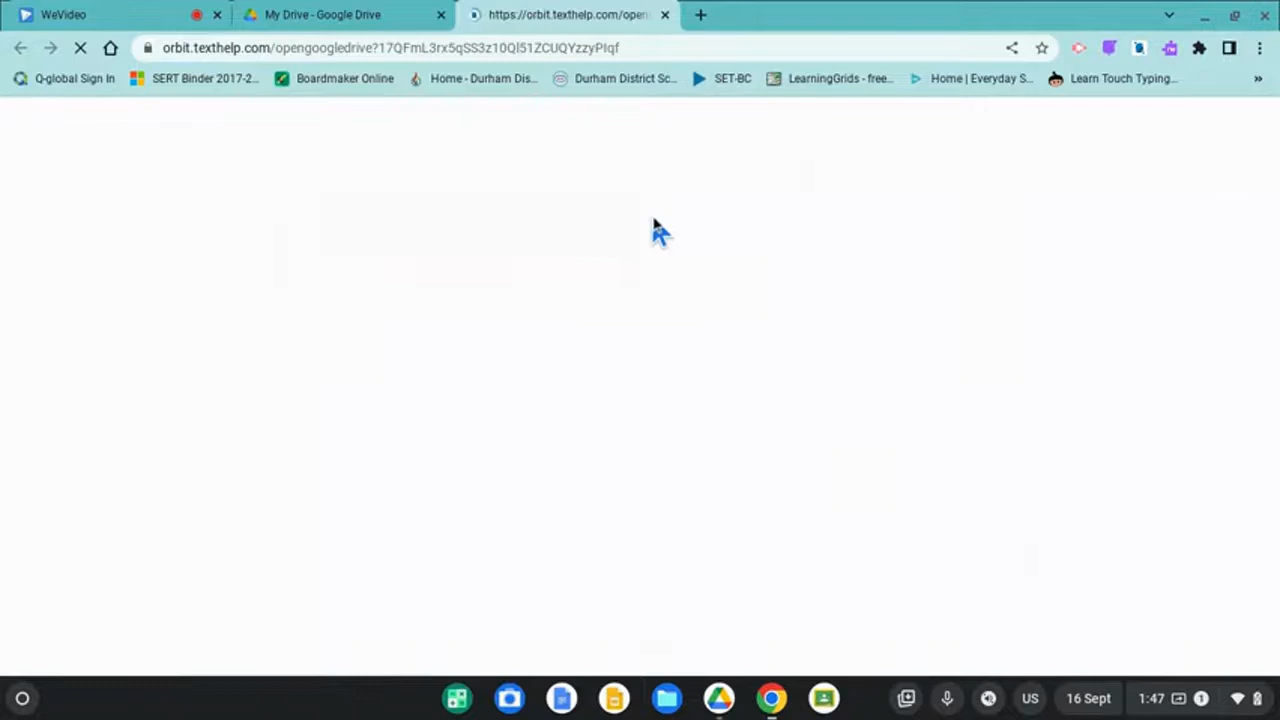 WeVideo
My Drive - Google Drive
https://orbit.texthelp.com/open
orbit.texthelp.com/opengoogledrive?17QFmL3rx5qSS3z10Ql51ZCUQYzzyPIqf
Q-global Sign In
SERT Binder 2017-2...
Boardmaker Online
Home - Durham Dis...
Durham District Sc...
SET-BC
LearningGrids - free...
Home | Everyday S...
Learn Touch Typing...
»
US
16 Sept
1:47
1